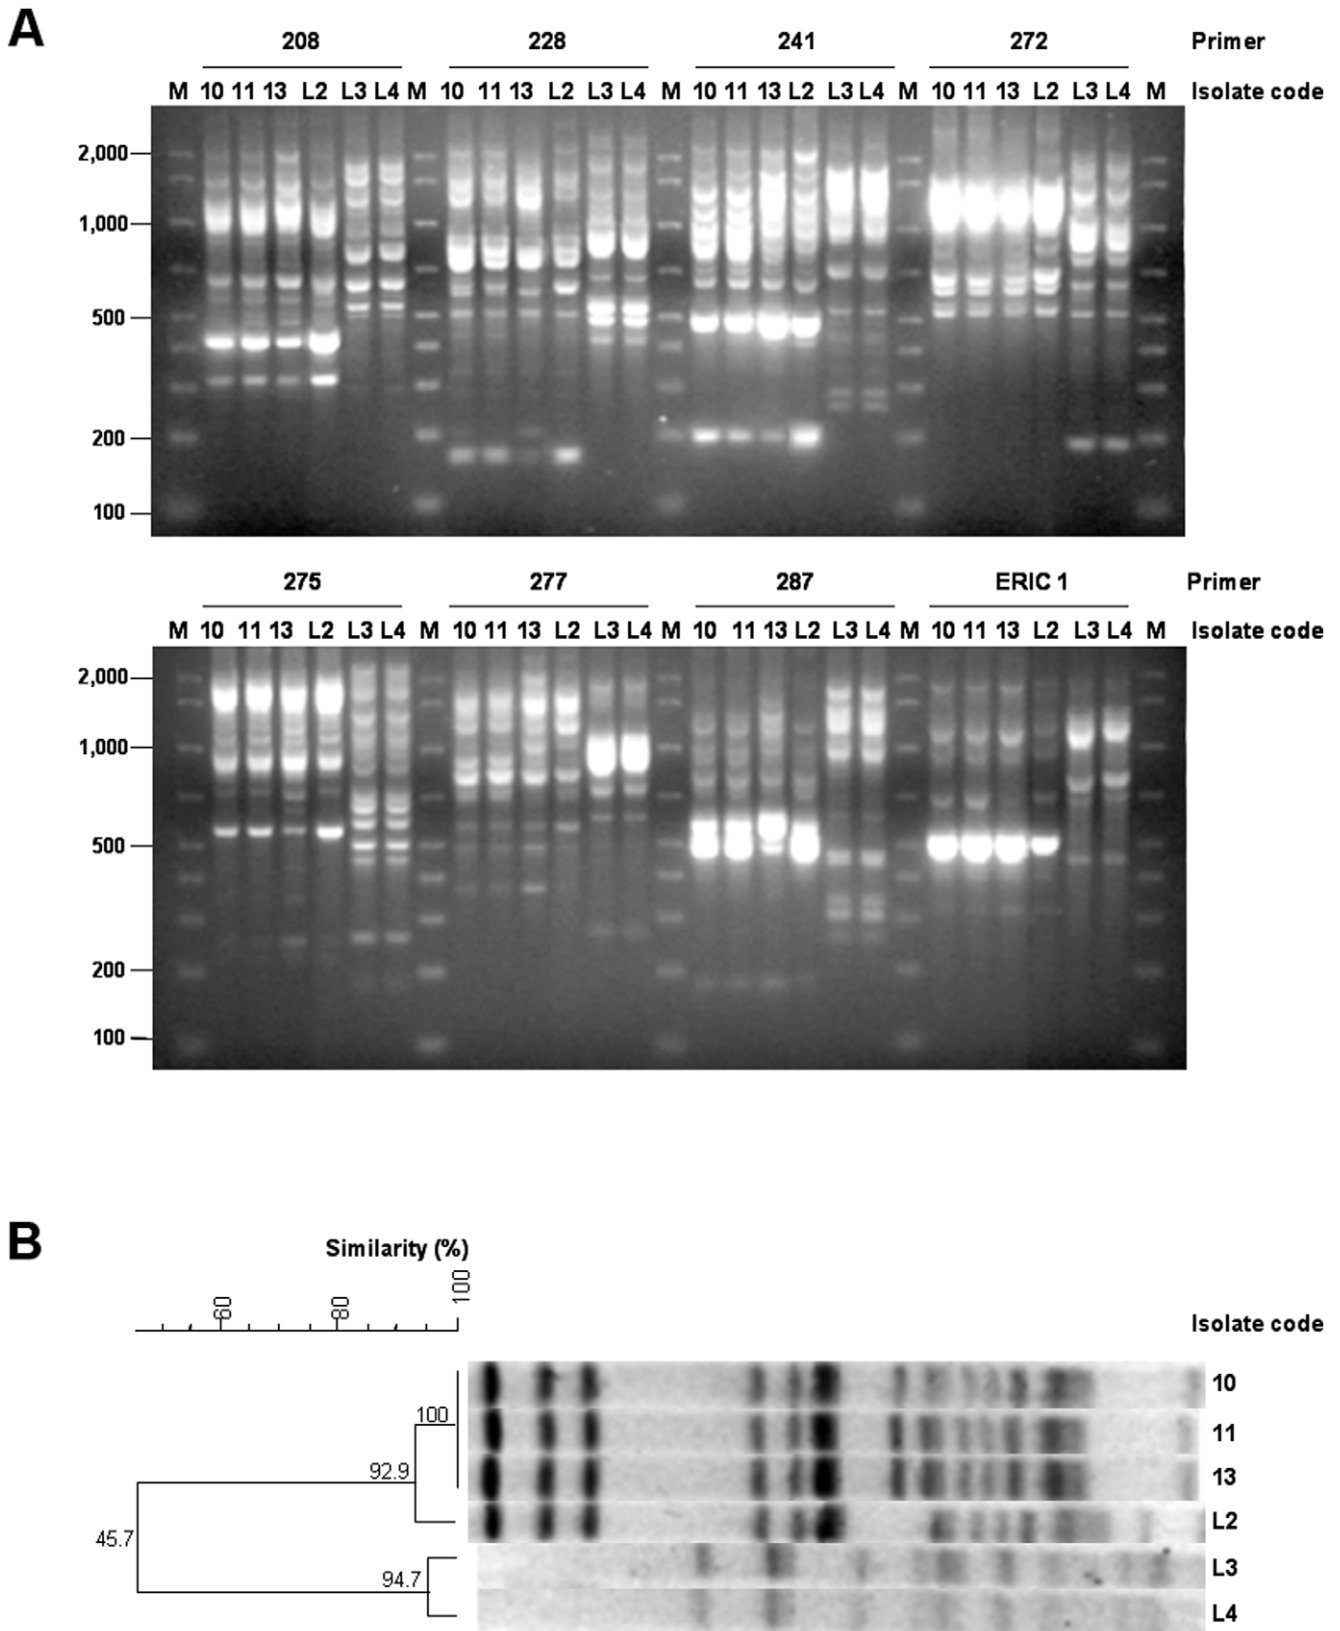 A
208 228 241 272 Primer
M 10 11 13 L2 L3 L4 M 10 11 13 L2 L3 L4 M 10 11 13 L2 L3 L4 M 10 11 13 L2 L3 L4 M Isolate code
2,000
1,000
500
200
100
275 277 287 ERIC 1 Primer
M 10 11 13 L2 L3 L4 M 10 11 13 L2 L3 L4 M 10 11 13 L2 L3 L4 M 10 11 13 L2 L3 L4 M Isolate code
2,000
1,000
500
200
100
B
Similarity (%)
60 80 100
Isolate code
10
100
11
92.9
13
L2
45.7
L3
94.7
L4